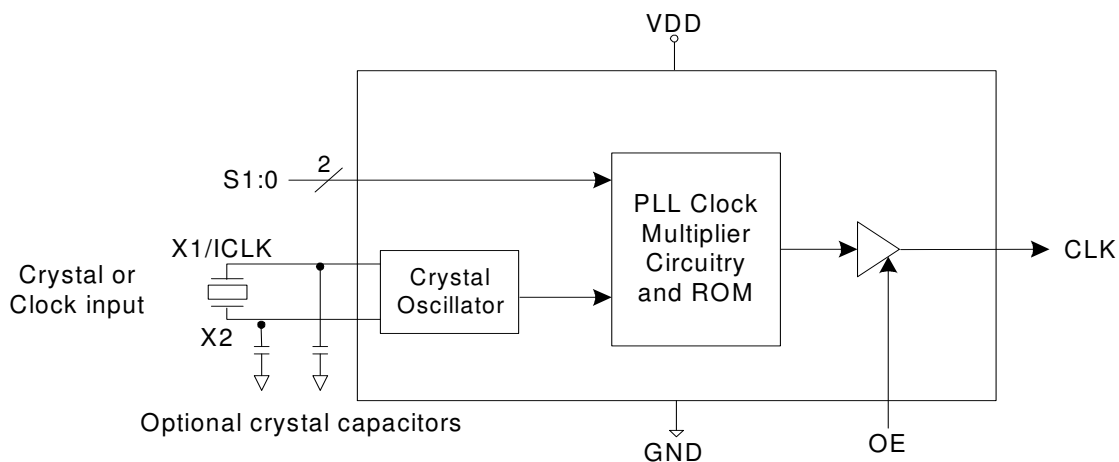 VDD
2
S1:0
PLL Clock
Multiplier
Circuitry
and ROM
X1/ICLK
CLK
Crystal or
Clock input
Crystal
Oscillator
X2
Optional crystal capacitors
GND
OE